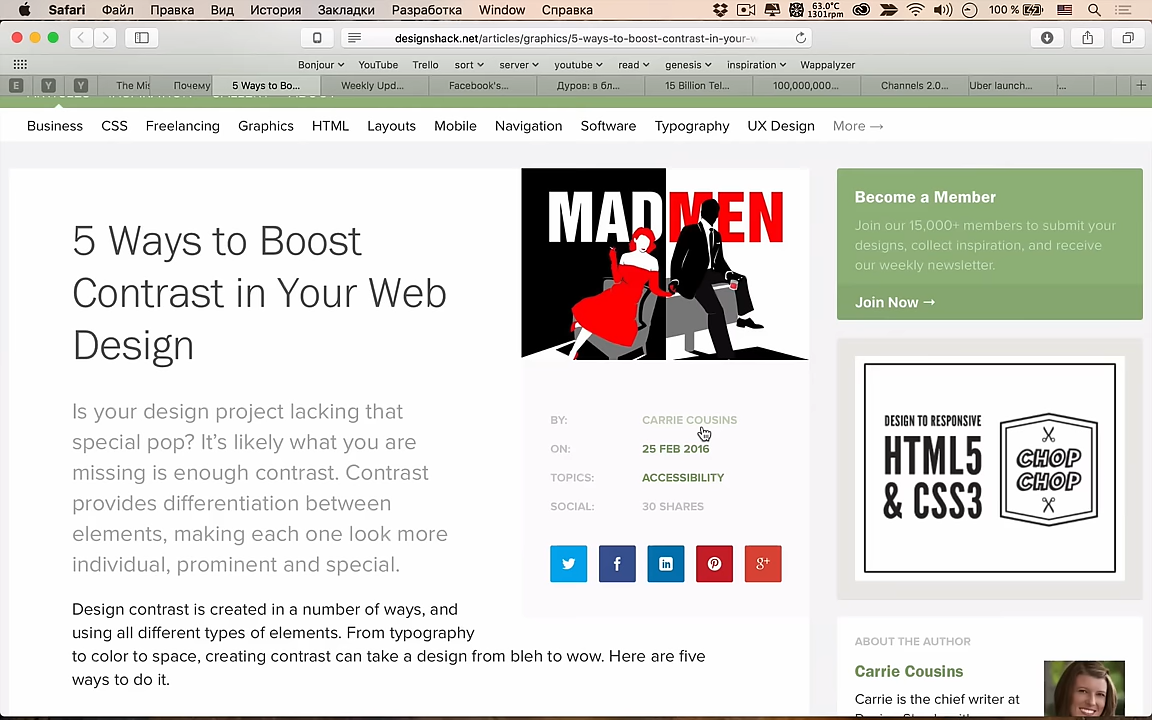 Safari Файл Правка Вид История Закладки Разработка Window Справка 63.0°C 1301rpm 100 %
designshack.net/articles/graphics/5-ways-to-boost-contrast-in-your-w
Bonjour YouTube Trello sort server youtube read genesis inspiration Wappalyzer
E Y Y The Mi Почему 5 Ways to Bo... Weekly Upd... Facebook's... Дуров: в бл... 15 Billion Tel... 100,000,000... Channels 2.0... Uber launch... ...
Business CSS Freelancing Graphics HTML Layouts Mobile Navigation Software Typography UX Design More →
5 Ways to Boost
Contrast in Your Web
Design
Is your design project lacking that
special pop? It’s likely what you are
missing is enough contrast. Contrast
provides differentiation between
elements, making each one look more
individual, prominent and special.
Design contrast is created in a number of ways, and
using all different types of elements. From typography
to color to space, creating contrast can take a design from bleh to wow. Here are five
ways to do it.
MADMEN
BY: CARRIE COUSINS
ON: 25 FEB 2016
TOPICS: ACCESSIBILITY
SOCIAL: 30 SHARES
Become a Member
Join our 15,000+ members to submit your
designs, collect inspiration, and receive
our weekly newsletter.
Join Now →
DESIGN TO RESPONSIVE
HTML5
& CSS3
CHOP
CHOP
ABOUT THE AUTHOR
Carrie Cousins
Carrie is the chief writer at